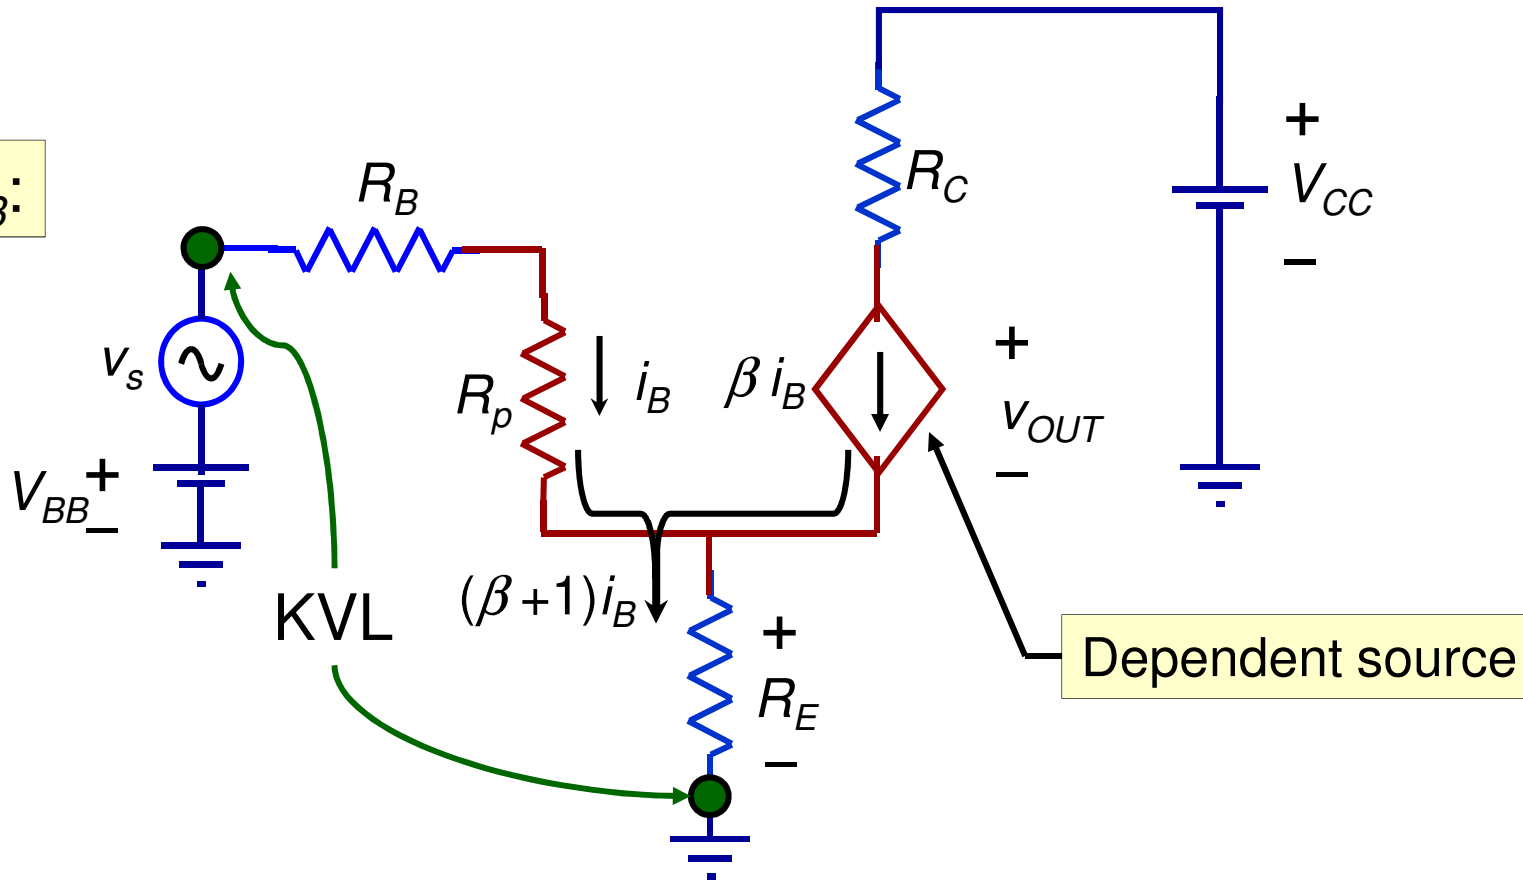 B:
R_B
R_C
+
V_CC
−
v_s
R_p
i_B
β i_B
+
v_OUT
−
V_BB
+
−
(β +1) i_B
KVL
+
R_E
−
Dependent source